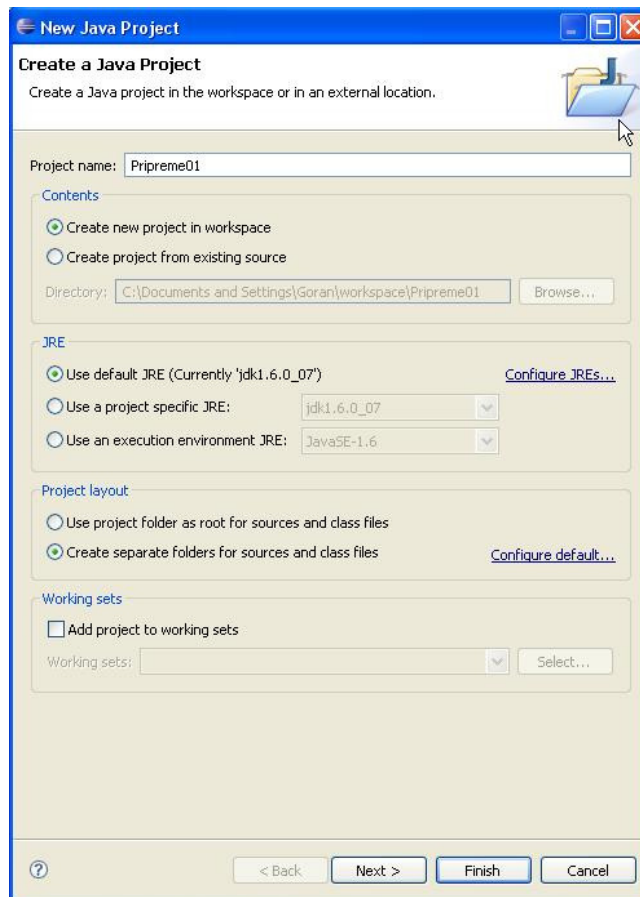 New Java Project
Create a Java Project
Create a Java project in the workspace or in an external location.
Project name: Pripreme01
Contents
Create new project in workspace
Create project from existing source
Directory: C:\Documents and Settings\Goran\workspace\Pripreme01 Browse...
JRE
Use default JRE (Currently 'jdk1.6.0_07') Configure JREs...
Use a project specific JRE: jdk1.6.0_07
Use an execution environment JRE: JavaSE-1.6
Project layout
Use project folder as root for sources and class files
Create separate folders for sources and class files Configure default...
Working sets
Add project to working sets
Working sets: Select...
? < Back Next > Finish Cancel